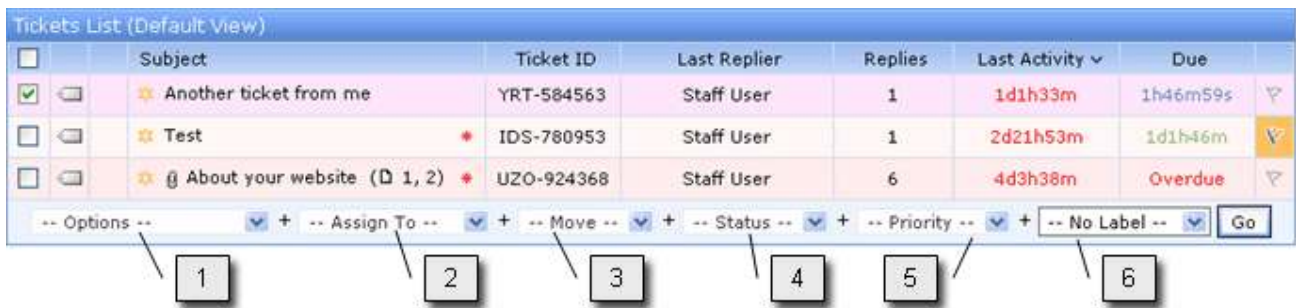 Tickets List (Default View)
Subject Ticket ID Last Replier Replies Last Activity Due
Another ticket from me YRT-584563 Staff User 1 1d1h33m 1h46m59s
Test * IDS-780953 Staff User 1 2d21h53m 1d1h46m
About your website (1, 2) * UZO-924368 Staff User 6 4d3h38m Overdue
-- Options -- + -- Assign To -- + -- Move -- + -- Status -- + -- Priority -- + -- No Label -- Go
1 2 3 4 5 6